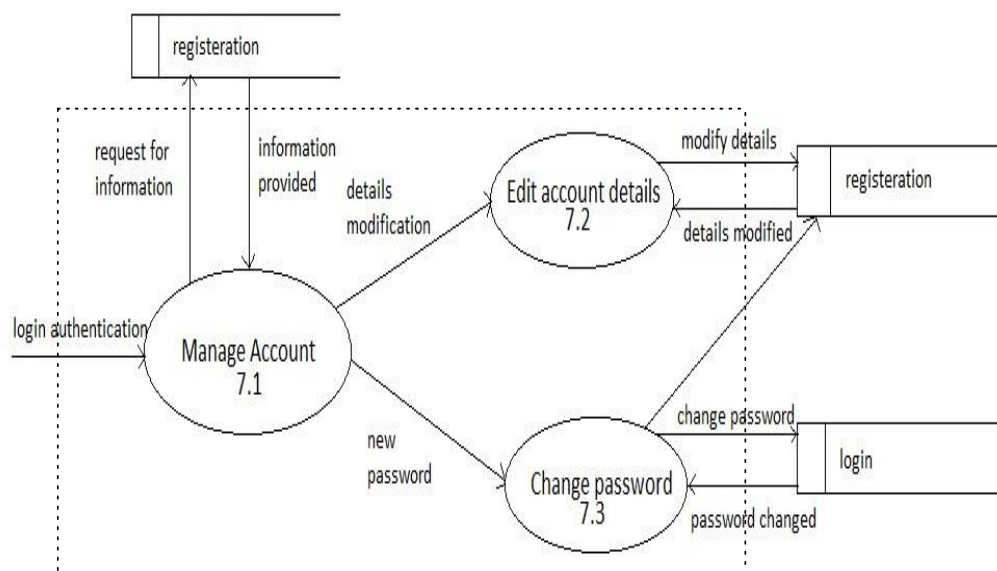 registeration
request for
information
information
provided
details
modification
Edit account details
7.2
modify details
details modified
registeration
login authentication
Manage Account
7.1
new
password
Change password
7.3
change password
password changed
login